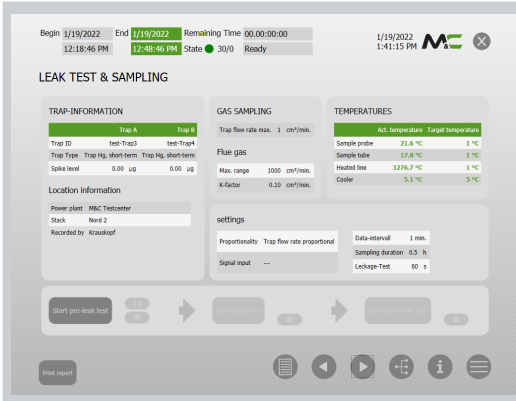 Begin 1/19/2022 End 1/19/2022 Remaining Time 00.00:00:00
12:18:46 PM 12:48:46 PM State 30/0 Ready
1/19/2022
1:41:15 PM
M&C
LEAK TEST & SAMPLING
TRAP-INFORMATION
Trap A Trap B
Trap ID test-Trap3 test-Trap4
Trap Type Trap Hg, short-term Trap Hg, short-term
Spike level 0.00 µg 0.00 µg
Location information
Power plant M&C Testcenter
Stack Nord 2
Recorded by Krauskopf
GAS SAMPLING
Trap flow rate max. 1 cm³/min.
Flue gas
Max. range 1000 cm³/min.
K-factor 0.10 cm³/min.
TEMPERATURES
Act. temperature Target temperature
Sample probe 21.6 °C 1 °C
Sample tube 17.8 °C 1 °C
Heated line 3276.7 °C 1 °C
Cooler 5.1 °C 5 °C
settings
Proportionality Trap flow rate proportional
Signal input ---
Data-intervall 1 min.
Sampling duration 0.5 h
Leckage-Test 60 s
Start pre-leak test
Print report